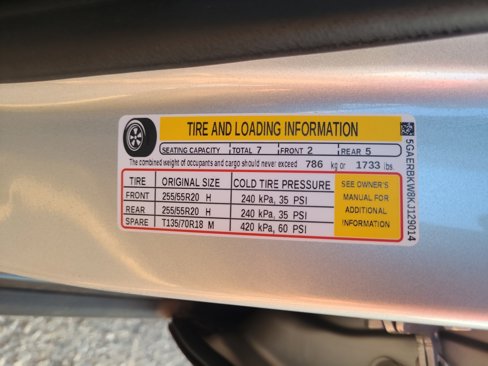 TIRE AND LOADING INFORMATION
SEATING CAPACITY TOTAL 7 FRONT 2 REAR 5
The combined weight of occupants and cargo should never exceed 786 kg or 1733 lbs.
TIRE ORIGINAL SIZE COLD TIRE PRESSURE
FRONT 255/55R20 H 240 kPa, 35 PSI
REAR 255/55R20 H 240 kPa, 35 PSI
SPARE T135/70R18 M 420 kPa, 60 PSI
SEE OWNER'S
MANUAL FOR
ADDITIONAL
INFORMATION
5GAERBKW8KJ129014